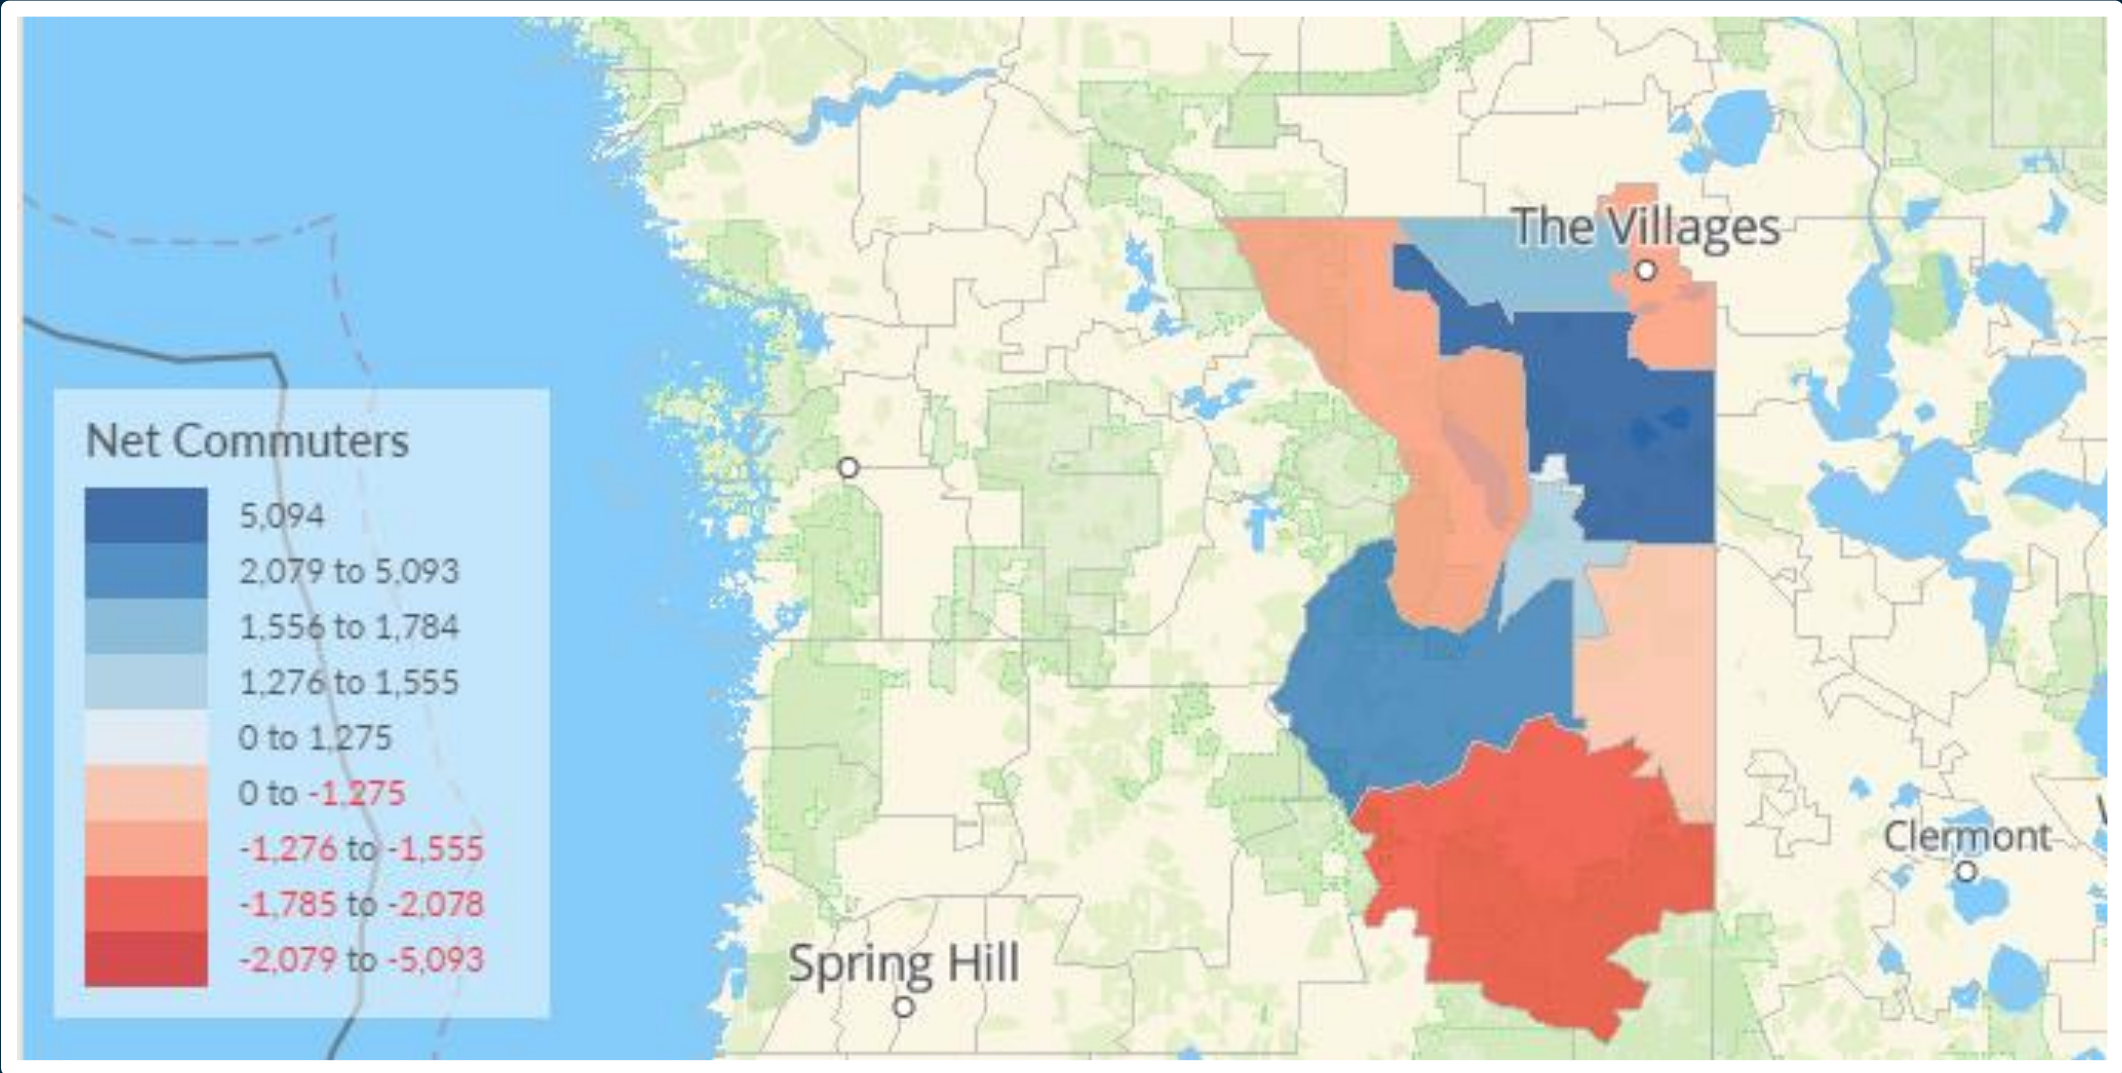 The Villages
Net Commuters
5,094
2,079 to 5,093
1,556 to 1,784
1,276 to 1,555
0 to 1,275
0 to -1,275
-1,276 to -1,555
-1,785 to -2,078
-2,079 to -5,093
Clermont
Spring Hill